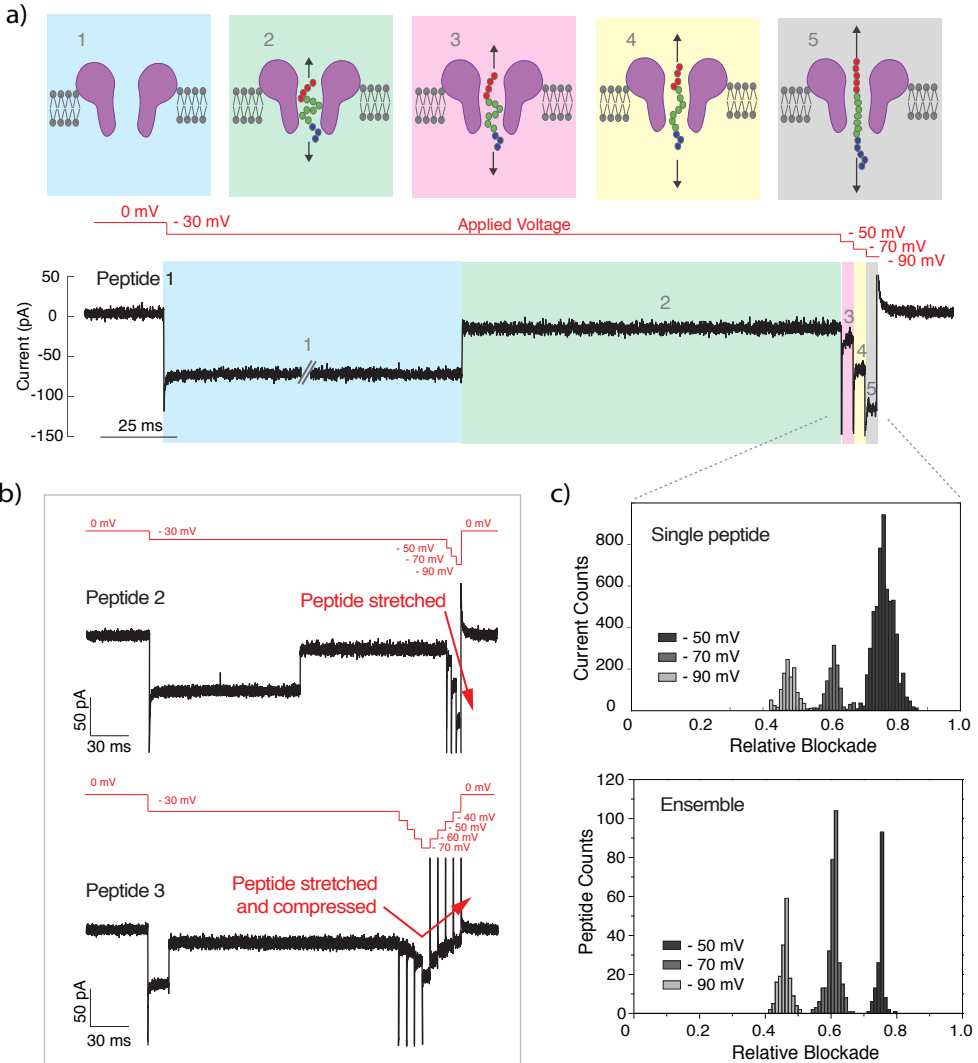 a)
1
2
3
4
5
0 mV
- 30 mV
Applied Voltage
- 50 mV
- 70 mV
- 90 mV
Peptide 1
Current (pA)
50
0
-50
-100
-150
1
2
3
4
5
25 ms
b)
0 mV
- 30 mV
0 mV
- 50 mV
- 70 mV
- 90 mV
Peptide 2
Peptide stretched
50 pA
30 ms
0 mV
- 30 mV
0 mV
- 40 mV
- 50 mV
- 60 mV
- 70 mV
Peptide 3
Peptide stretched
and compressed
50 pA
30 ms
c)
Single peptide
Current Counts
800
600
400
200
0
- 50 mV
- 70 mV
- 90 mV
0 0.2 0.4 0.6 0.8 1.0
Relative Blockade
Ensemble
Peptide Counts
120
100
80
60
40
20
0
- 50 mV
- 70 mV
- 90 mV
0 0.2 0.4 0.6 0.8 1.0
Relative Blockade